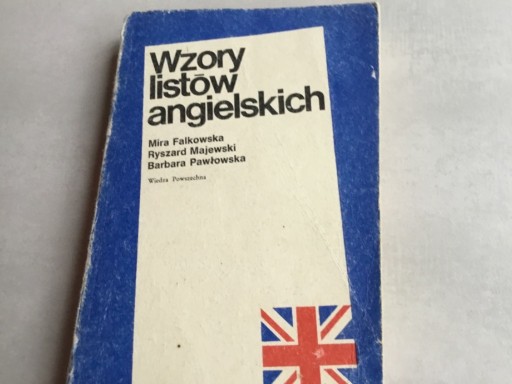 Wzory
listów
angielskich
Mira Falkowska
Ryszard Majewski
Barbara Pawłowska
Wiedza Powszechna